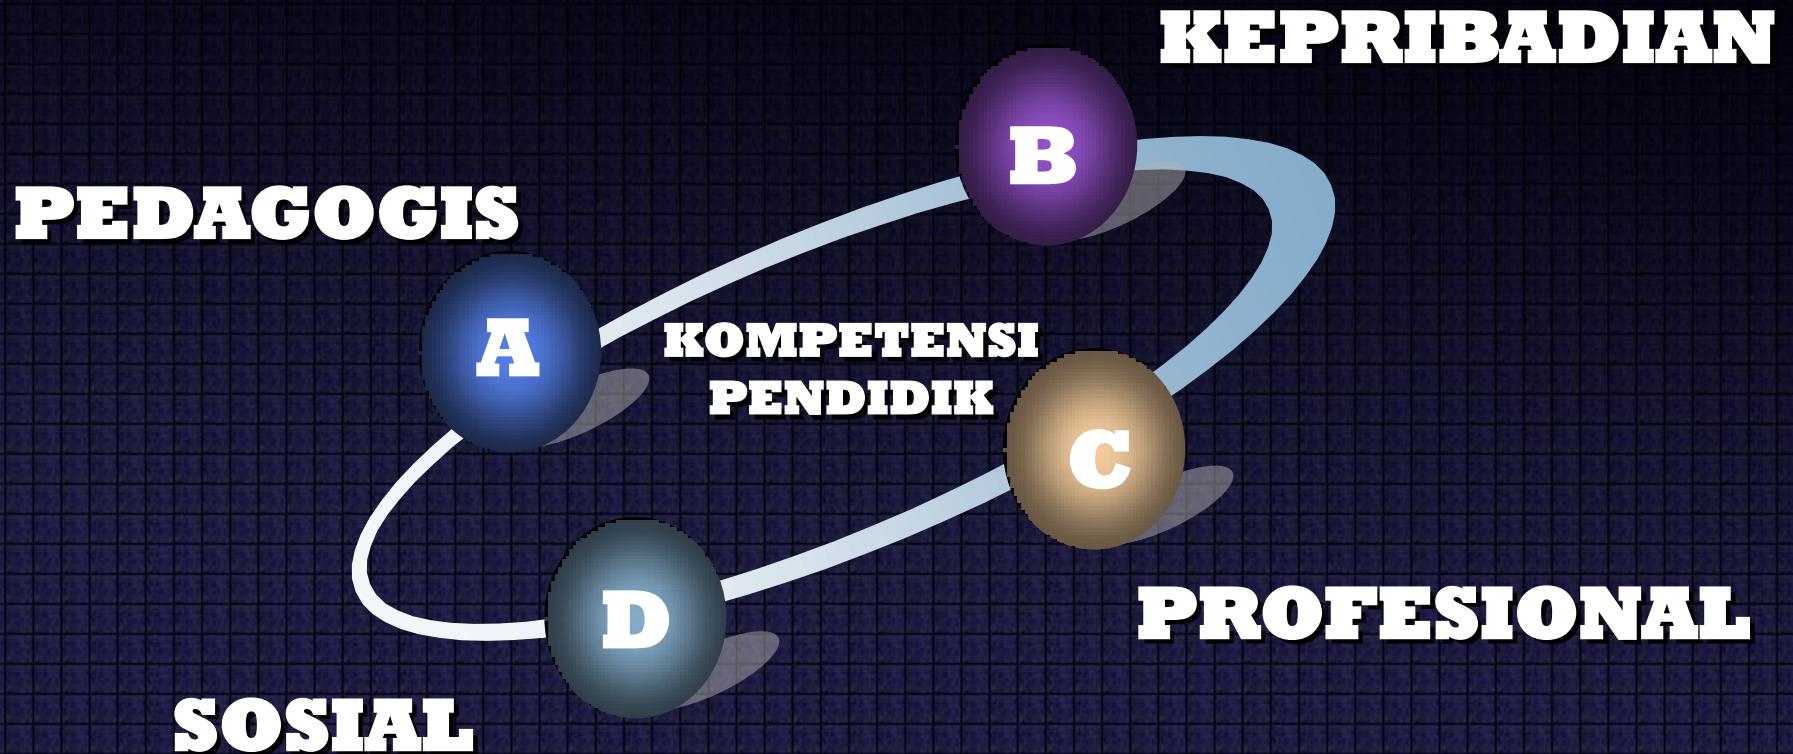 KEPRIBADIAN
B
PEDAGOGIS
A
KOMPETENSI
PENDIDIK
C
PROFESIONAL
D
SOSIAL